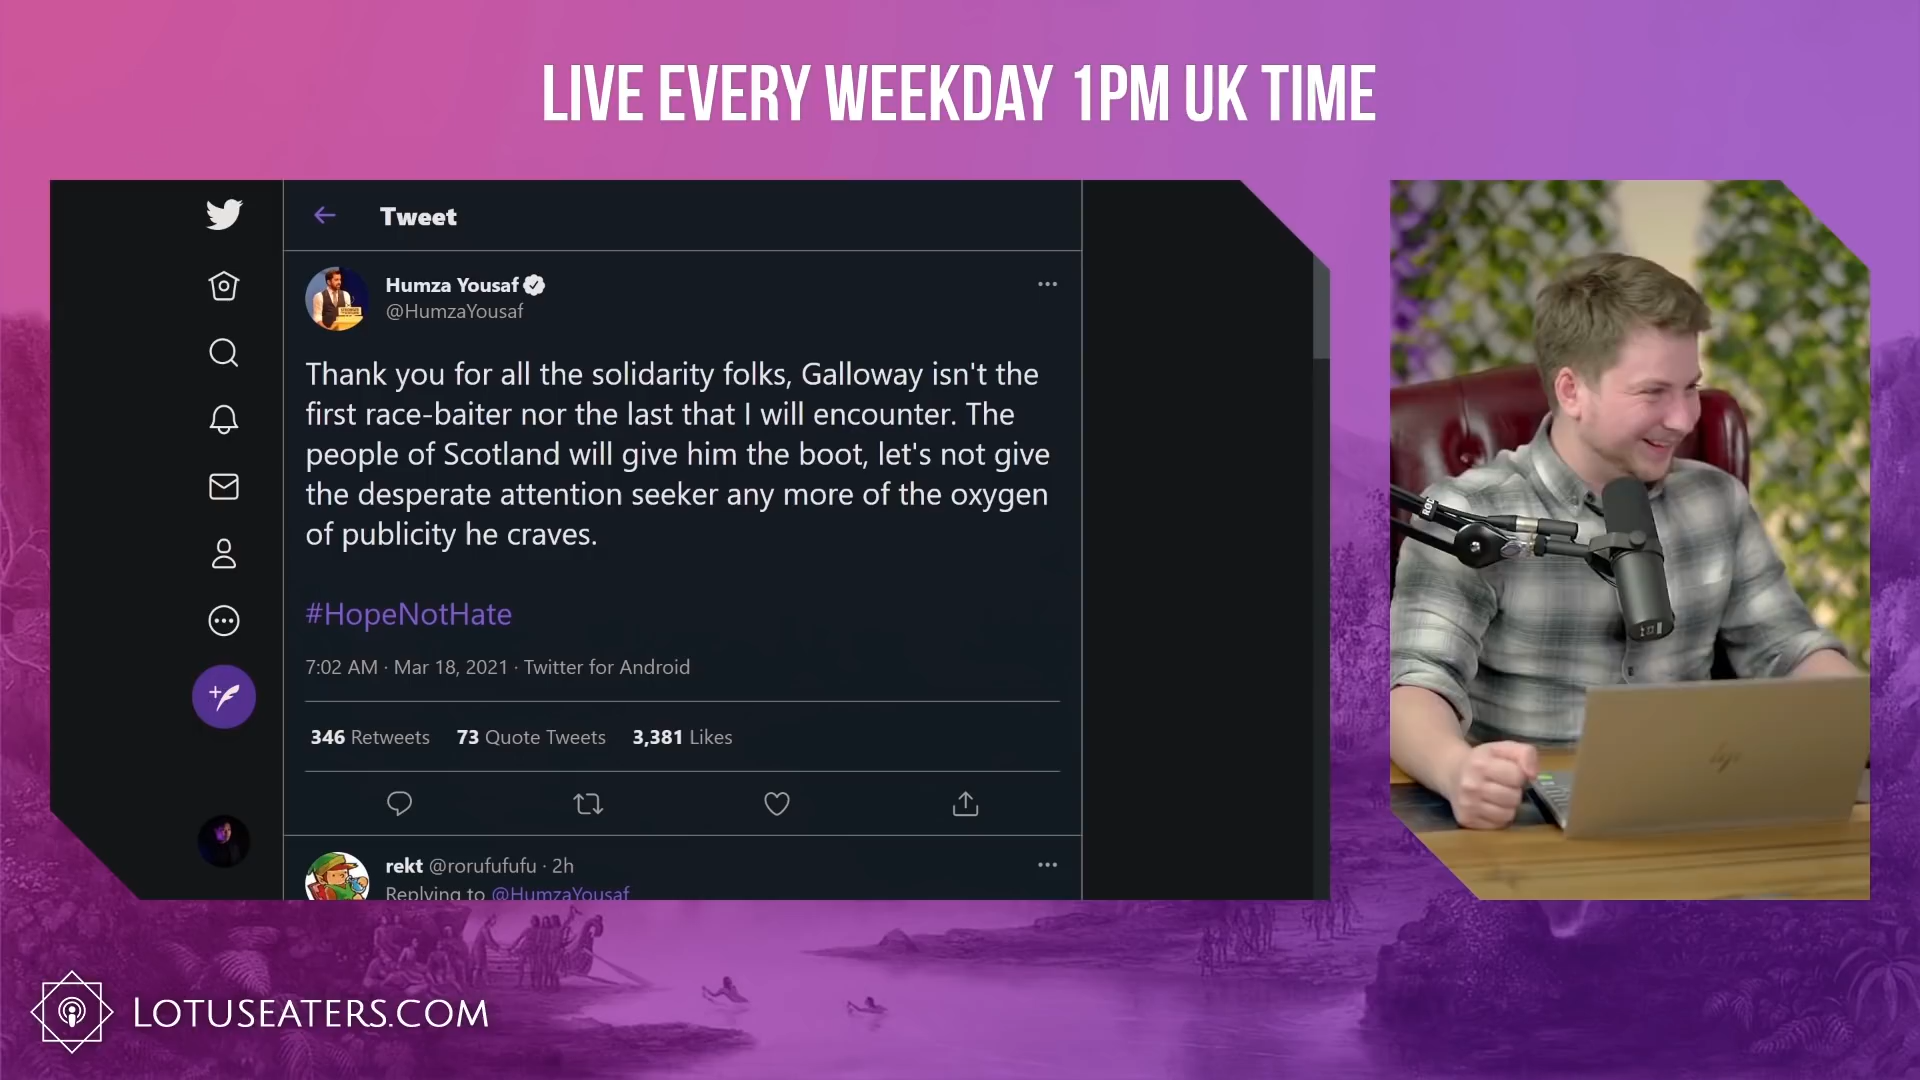 LIVE EVERY WEEKDAY 1PM UK TIME
Tweet
Humza Yousaf
@HumzaYousaf
Thank you for all the solidarity folks, Galloway isn't the
first race-baiter nor the last that I will encounter. The
people of Scotland will give him the boot, let's not give
the desperate attention seeker any more of the oxygen
of publicity he craves.
#HopeNotHate
7:02 AM · Mar 18, 2021 · Twitter for Android
346 Retweets 73 Quote Tweets 3,381 Likes
rekt @rorufufufu · 2h
Replying to @HumzaYousaf
hp
LOTUSEATERS.COM